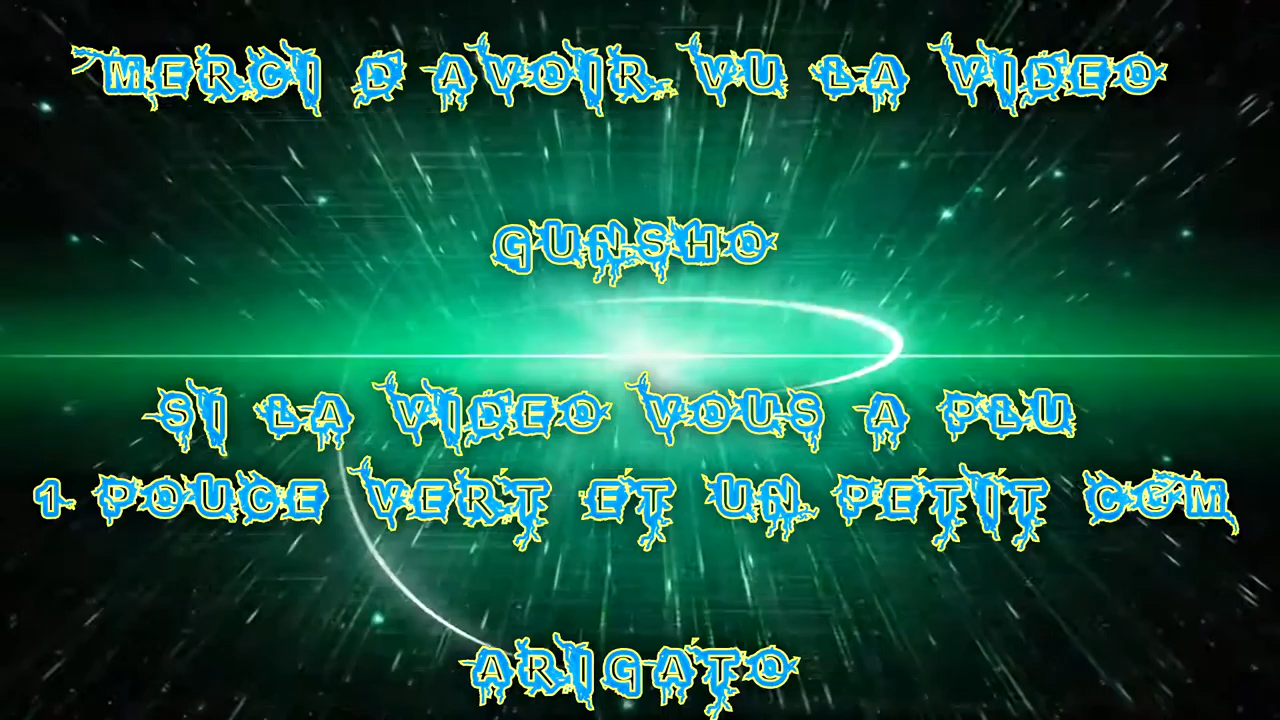 MERCI D AVOIR VU LA VIDEO
GUNSHO
SI LA VIDEO VOUS A PLU
1 POUCE VERT ET UN PETIT COM
ARIGATO